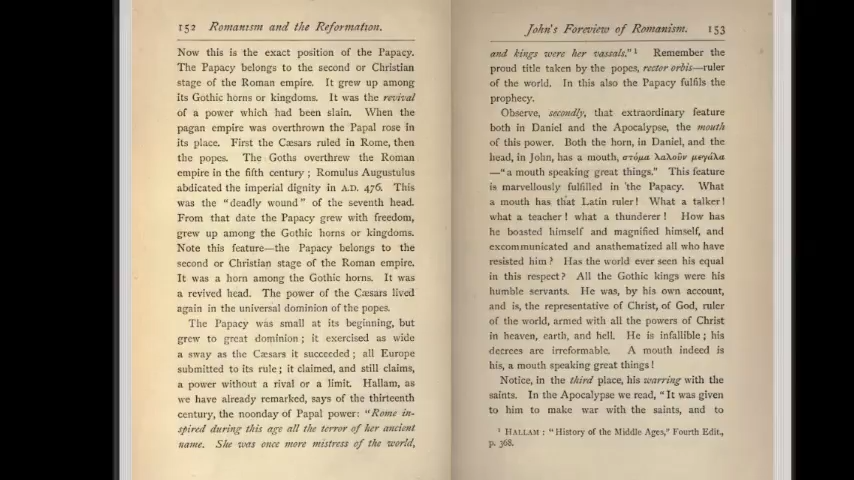 152 Romanism and the Reformation.
Now this is the exact position of the Papacy.
The Papacy belongs to the second or Christian
stage of the Roman empire. It grew up among
its Gothic horns or kingdoms. It was the revival
of a power which had been slain. When the
pagan empire was overthrown the Papal rose in
its place. First the Cæsars ruled in Rome, then
the popes. The Goths overthrew the Roman
empire in the fifth century; Romulus Augustulus
abdicated the imperial dignity in A.D. 476. This
was the "deadly wound" of the seventh head.
From that date the Papacy grew with freedom,
grew up among the Gothic horns or kingdoms.
Note this feature—the Papacy belongs to the
second or Christian stage of the Roman empire.
It was a horn among the Gothic horns. It was
a revived head. The power of the Cæsars lived
again in the universal dominion of the popes.
The Papacy was small at its beginning, but
grew to great dominion; it exercised as wide
a sway as the Cæsars it succeeded; all Europe
submitted to its rule; it claimed, and still claims,
a power without a rival or a limit. Hallam, as
we have already remarked, says of the thirteenth
century, the noonday of Papal power: "Rome in-
spired during this age all the terror of her ancient
name. She was once more mistress of the world,
John's Foreview of Romanism. 153
and kings were her vassals." 1 Remember the
proud title taken by the popes, rector orbis—ruler
of the world. In this also the Papacy fulfils the
prophecy.
Observe, secondly, that extraordinary feature
both in Daniel and the Apocalypse, the mouth
of this power. Both the horn, in Daniel, and the
head, in John, has a mouth, στόμα λαλοῦν μεγάλα
—"a mouth speaking great things." This feature
is marvellously fulfilled in the Papacy. What
a mouth has that Latin ruler! What a talker!
what a teacher! what a thunderer! How has
he boasted himself and magnified himself, and
excommunicated and anathematized all who have
resisted him? Has the world ever seen his equal
in this respect? All the Gothic kings were his
humble servants. He was, by his own account,
and is, the representative of Christ, of God, ruler
of the world, armed with all the powers of Christ
in heaven, earth, and hell. He is infallible; his
decrees are irreformable. A mouth indeed is
his, a mouth speaking great things!
Notice, in the third place, his warring with the
saints. In the Apocalypse we read, "It was given
to him to make war with the saints, and to
1 HALLAM: "History of the Middle Ages," Fourth Edit.,
p. 368.